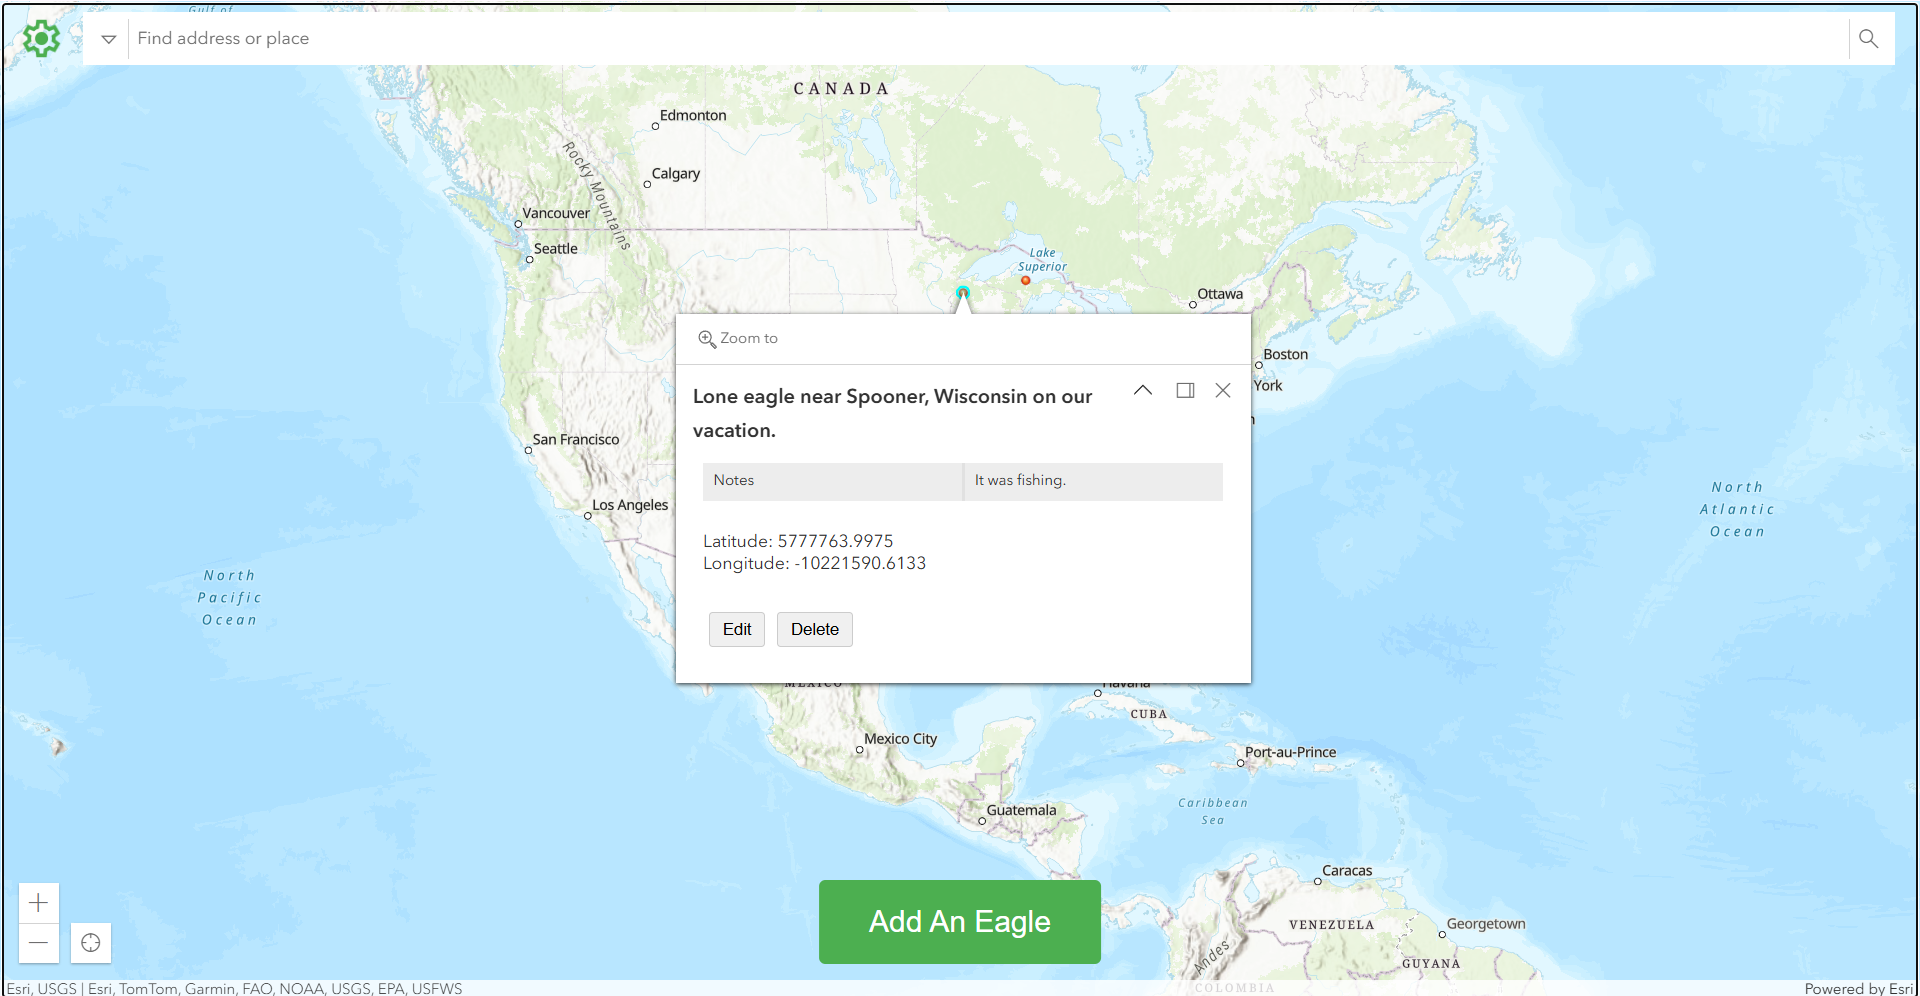 Gulf of
Find address or place
CANADA
Edmonton
Rocky Mountains
Calgary
Vancouver
Seattle
Lake
Superior
Ottawa
Zoom to
Boston
York
Lone eagle near Spooner, Wisconsin on our
vacation.
San Francisco
Notes
It was fishing.
Los Angeles
North
Atlantic
Ocean
Latitude: 5777763.9975
Longitude: -10221590.6133
North
Pacific
Ocean
Edit
Delete
MEXICO
Havana
CUBA
Mexico City
Port-au-Prince
Guatemala
Caribbean
Sea
Caracas
Add An Eagle
VENEZUELA
Georgetown
Andes
GUYANA
COLOMBIA
Esri, USGS | Esri, TomTom, Garmin, FAO, NOAA, USGS, EPA, USFWS
Powered by Esri